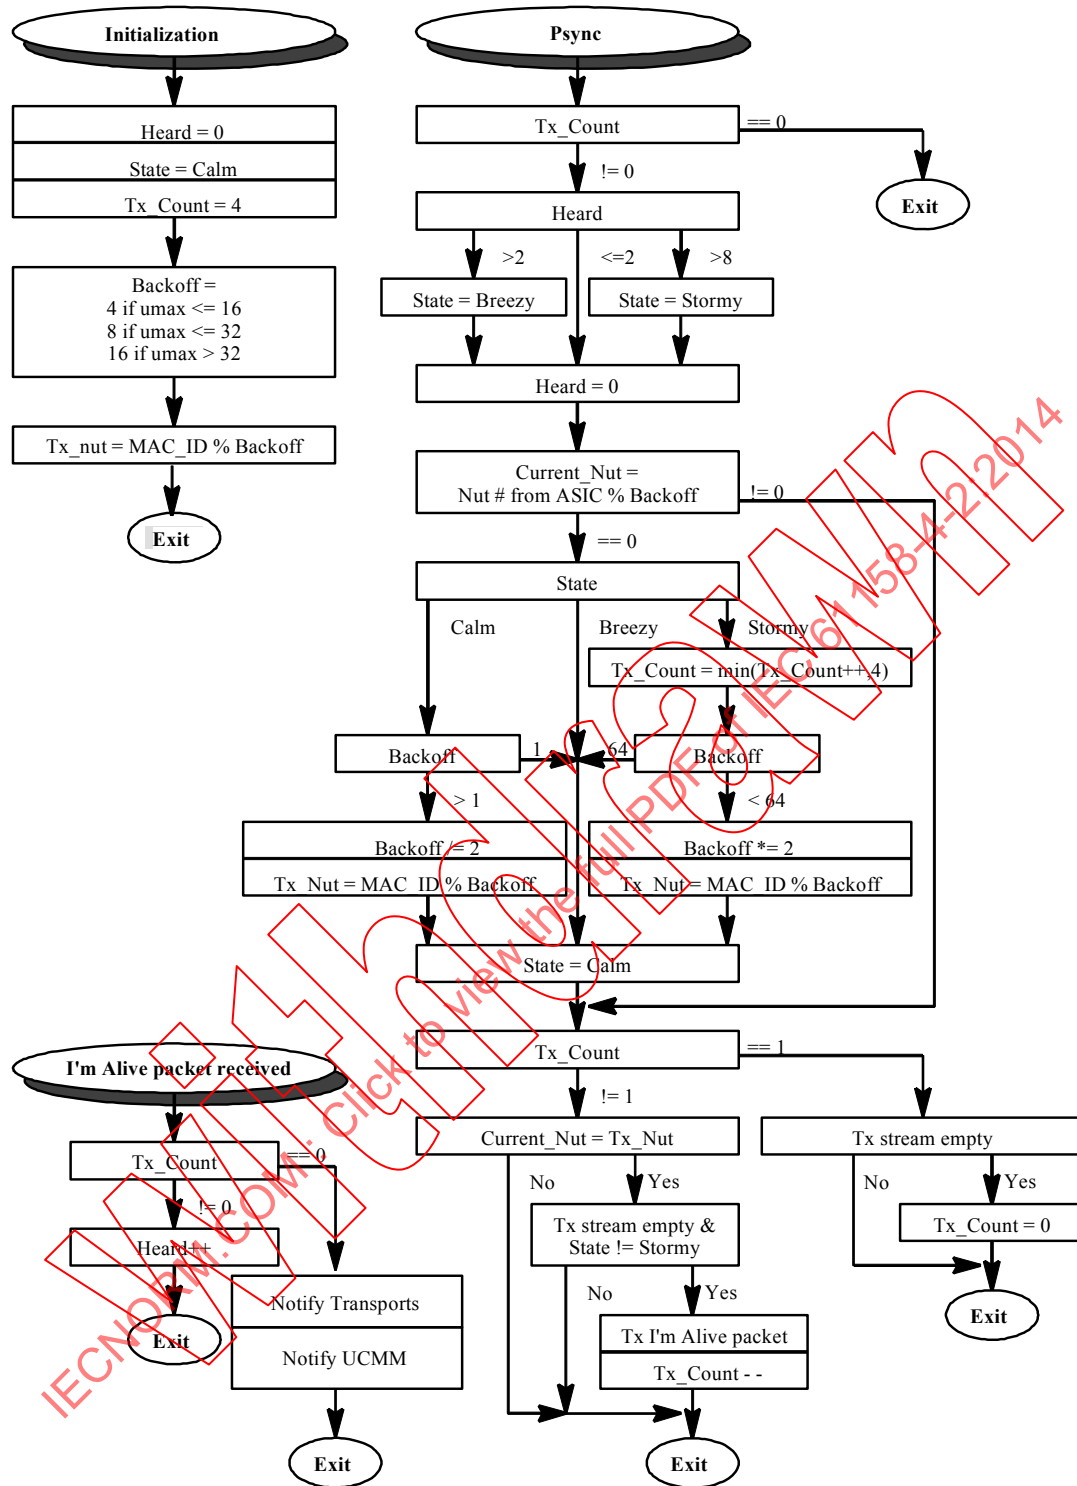 Initialization
Heard = 0
State = Calm
Tx_Count = 4
Backoff =
4 if umax <= 16
8 if umax <= 32
16 if umax > 32
Tx_nut = MAC_ID % Backoff
Exit
Psync
Tx_Count
== 0
Exit
!= 0
Heard
>2
<=2
>8
State = Breezy
State = Stormy
Heard = 0
Current_Nut =
Nut # from ASIC % Backoff
!= 0
== 0
State
Calm
Breezy
Stormy
Tx_Count = min(Tx_Count++,4)
Backoff
1
64
Backoff
> 1
< 64
Backoff /= 2
Tx_Nut = MAC_ID % Backoff
Backoff *= 2
Tx_Nut = MAC_ID % Backoff
State = Calm
Tx_Count
== 1
!= 1
Current_Nut = Tx_Nut
No
Yes
Tx stream empty &
State != Stormy
No
Yes
Tx I'm Alive packet
Tx_Count - -
Exit
Tx stream empty
No
Yes
Tx_Count = 0
Exit
I'm Alive packet received
Tx_Count
== 0
!= 0
Heard++
Exit
Notify Transports
Notify UCMM
Exit
IECNORM.COM: Click to view the full PDF of IEC 61158-4-2:2014